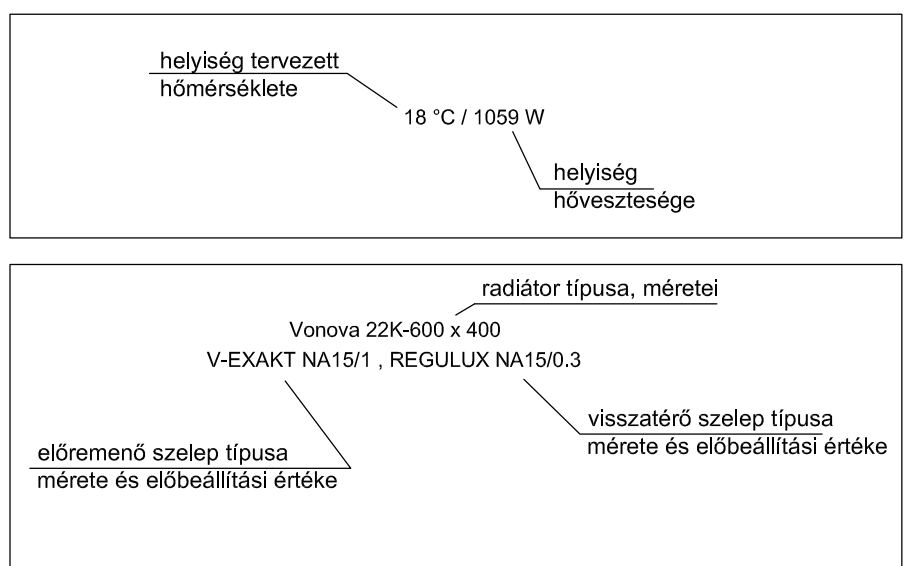 helyiség tervezett
hőmérséklete
18 °C / 1059 W
helyiség
hővesztesége
radiátor típusa, méretei
Vonova 22K-600 x 400
V-EXAKT NA15/1 , REGULUX NA15/0.3
visszatérő szelep típusa
mérete és előbeállítási értéke
előremenő szelep típusa
mérete és előbeállítási értéke